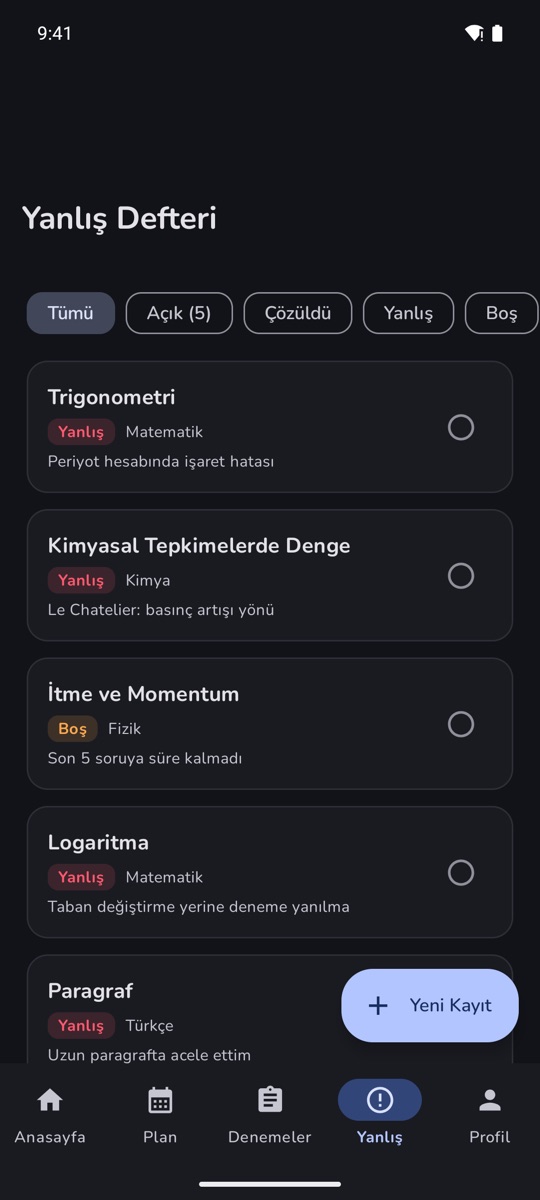 9:41
Yanlış Defteri
Tümü
Açık (5)
Çözüldü
Yanlış
Boş
Trigonometri
Yanlış Matematik
Periyot hesabında işaret hatası
Kimyasal Tepkimelerde Denge
Yanlış Kimya
Le Chatelier: basınç artışı yönü
İtme ve Momentum
Boş Fizik
Son 5 soruya süre kalmadı
Logaritma
Yanlış Matematik
Taban değiştirme yerine deneme yanılma
Paragraf
Yanlış Türkçe
Uzun paragrafta acele ettim
Yeni Kayıt
Anasayfa
Plan
Denemeler
Yanlış
Profil